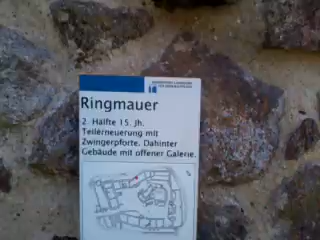 Ringmauer
2. Hälfte 15. Jh.
Teilerneuerung mit
Zwingerpforte. Dahinter
Gebäude mit offener Galerie.